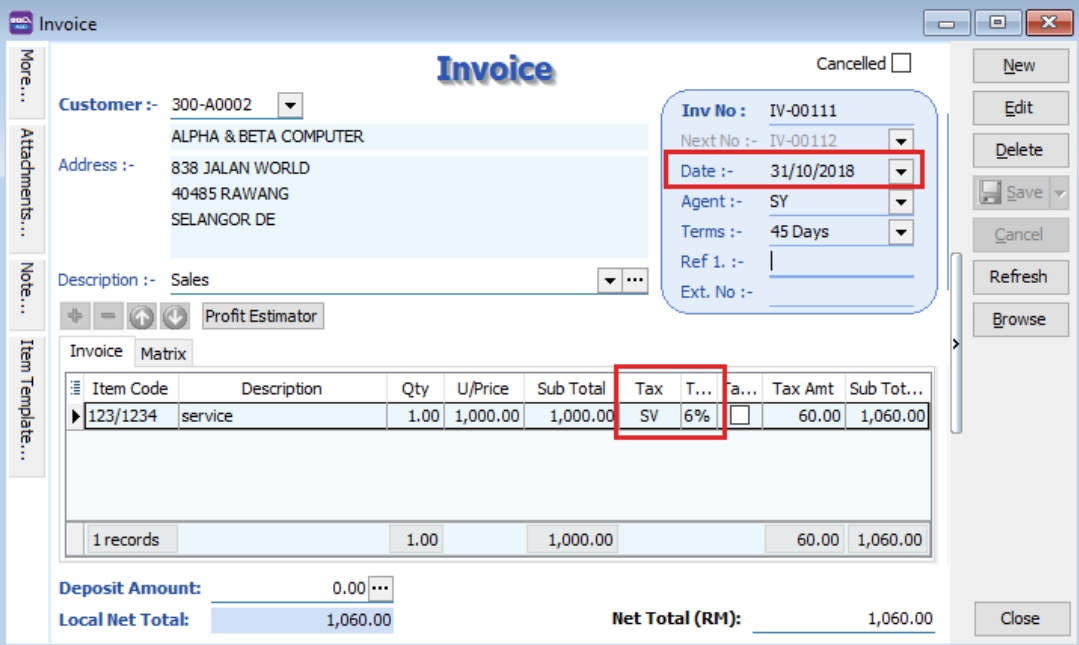 Invoice
More...
Attachments...
Note...
Item Template...
Invoice
Cancelled
Customer :- 300-A0002
ALPHA & BETA COMPUTER
Address :- 838 JALAN WORLD
40485 RAWANG
SELANGOR DE
Description :- Sales
Inv No : IV-00111
Next No :- IV-00112
Date :- 31/10/2018
Agent :- SY
Terms :- 45 Days
Ref 1. :-
Ext. No :-
Profit Estimator
Invoice Matrix
Item Code Description Qty U/Price Sub Total Tax T... Ta... Tax Amt Sub Tot...
123/1234 service 1.00 1,000.00 1,000.00 SV 6% 60.00 1,060.00
1 records 1.00 1,000.00 60.00 1,060.00
Deposit Amount: 0.00
Local Net Total: 1,060.00 Net Total (RM): 1,060.00
New
Edit
Delete
Save
Cancel
Refresh
Browse
Close